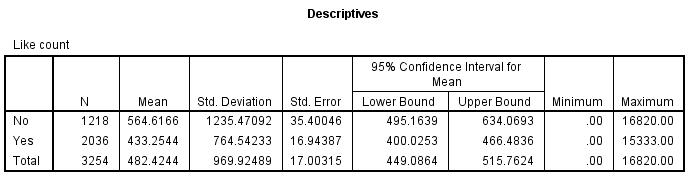 Descriptives
Like count
95% Confidence Interval for Mean
N Mean Std. Deviation Std. Error Lower Bound Upper Bound Minimum Maximum
No 1218 564.6166 1235.47092 35.40046 495.1639 634.0693 .00 16820.00
Yes 2036 433.2544 764.54233 16.94387 400.0253 466.4836 .00 15333.00
Total 3254 482.4244 969.92489 17.00315 449.0864 515.7624 .00 16820.00